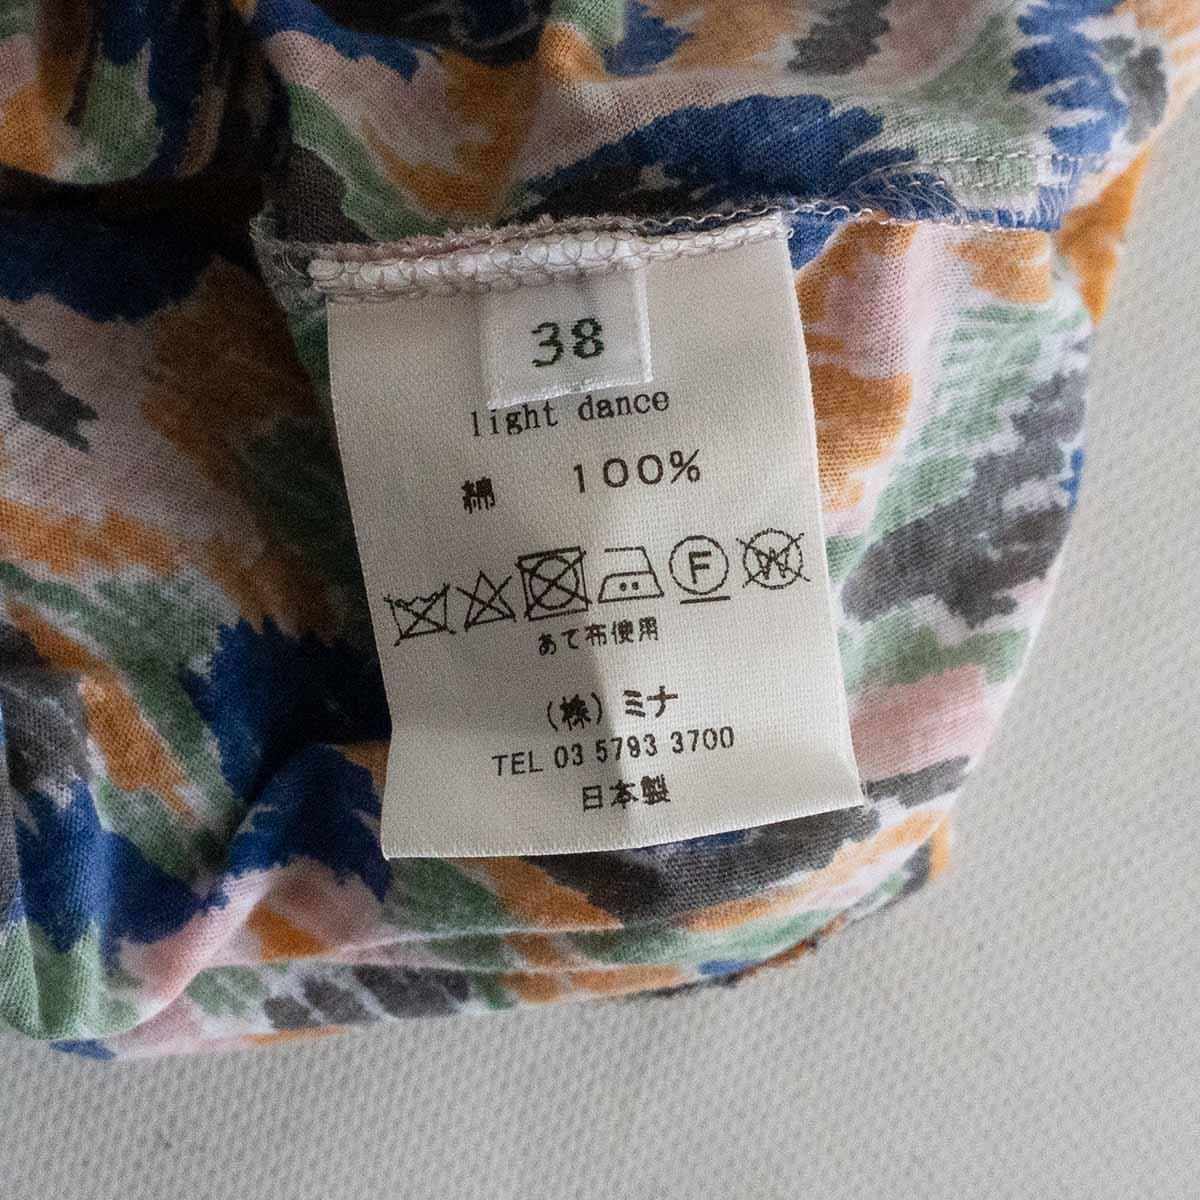 38
light dance
綿 100%
F W
あて布使用
(株)ミナ
TEL 03 5793 3700
日本製